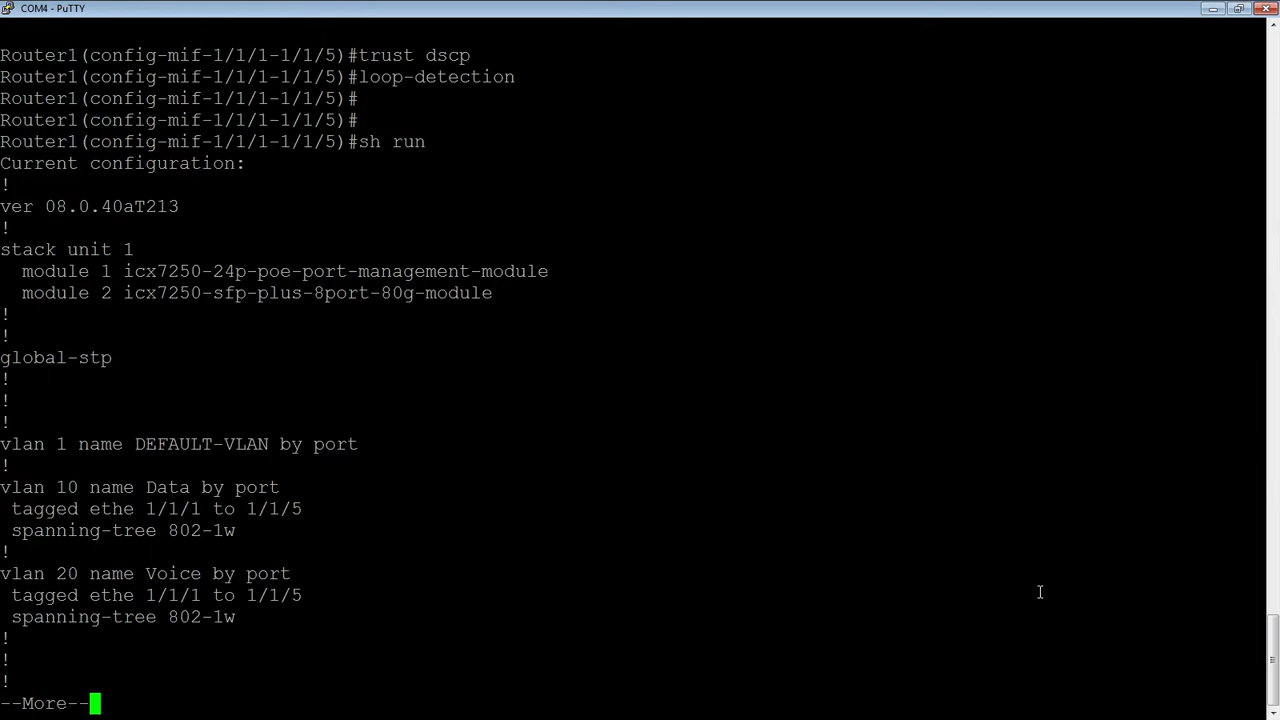 COM4 - PuTTY
Router1(config-mif-1/1/1-1/1/5)#trust dscp
Router1(config-mif-1/1/1-1/1/5)#loop-detection
Router1(config-mif-1/1/1-1/1/5)#
Router1(config-mif-1/1/1-1/1/5)#
Router1(config-mif-1/1/1-1/1/5)#sh run
Current configuration:
!
ver 08.0.40aT213
!
stack unit 1
  module 1 icx7250-24p-poe-port-management-module
  module 2 icx7250-sfp-plus-8port-80g-module
!
!
global-stp
!
!
!
vlan 1 name DEFAULT-VLAN by port
!
vlan 10 name Data by port
 tagged ethe 1/1/1 to 1/1/5
 spanning-tree 802-1w
!
vlan 20 name Voice by port
 tagged ethe 1/1/1 to 1/1/5
 spanning-tree 802-1w
!
!
!
--More--